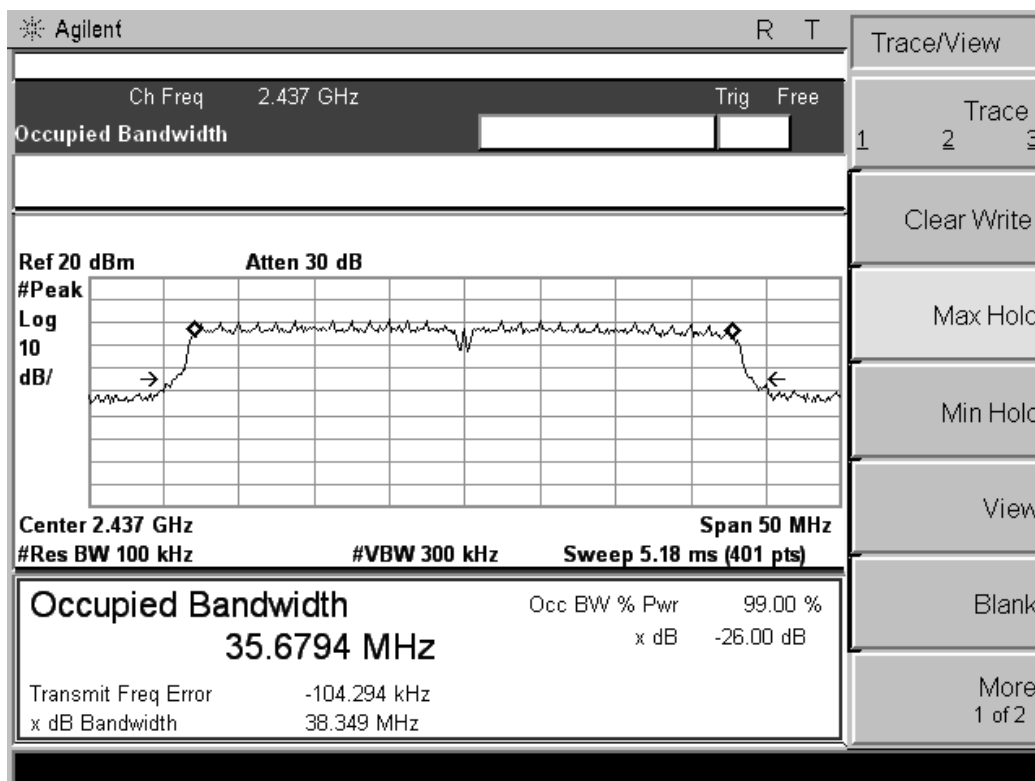 Agilent R T
Ch Freq 2.437 GHz Trig Free
Occupied Bandwidth
Ref 20 dBm Atten 30 dB
#Peak
Log
10
dB/
Center 2.437 GHz Span 50 MHz
#Res BW 100 kHz #VBW 300 kHz Sweep 5.18 ms (401 pts)
Occupied Bandwidth
35.6794 MHz
Occ BW % Pwr 99.00 %
x dB -26.00 dB
Transmit Freq Error -104.294 kHz
x dB Bandwidth 38.349 MHz
Trace/View
Trace
1 2 3
Clear Write
Max Hold
Min Hold
View
Blank
More
1 of 2